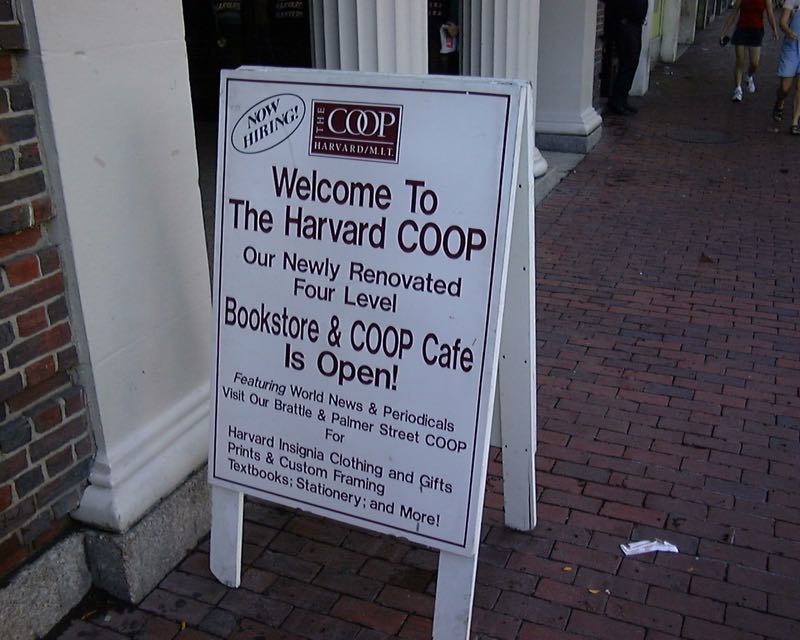 NOW
HIRING!
THE COOP
HARVARD/M.I.T.
Welcome To
The Harvard COOP
Our Newly Renovated
Four Level
Bookstore & COOP Cafe
Is Open!
Featuring World News & Periodicals
Visit Our Brattle & Palmer Street COOP
For
Harvard Insignia Clothing and Gifts
Prints & Custom Framing
Textbooks; Stationery; and More!